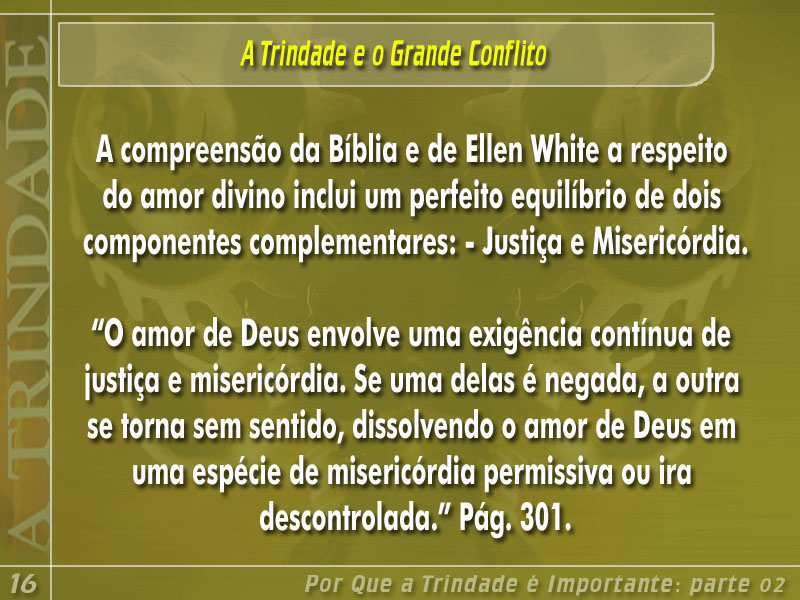 A Trindade e o Grande Conflito
A compreensão da Bíblia e de Ellen White a respeito
do amor divino inclui um perfeito equilíbrio de dois
componentes complementares: - Justiça e Misericórdia.
“O amor de Deus envolve uma exigência contínua de
justiça e misericórdia. Se uma delas é negada, a outra
se torna sem sentido, dissolvendo o amor de Deus em
uma espécie de misericórdia permissiva ou ira
descontrolada.” Pág. 301.
A TRINDADE
16
Por Que a Trindade é Importante: parte 02